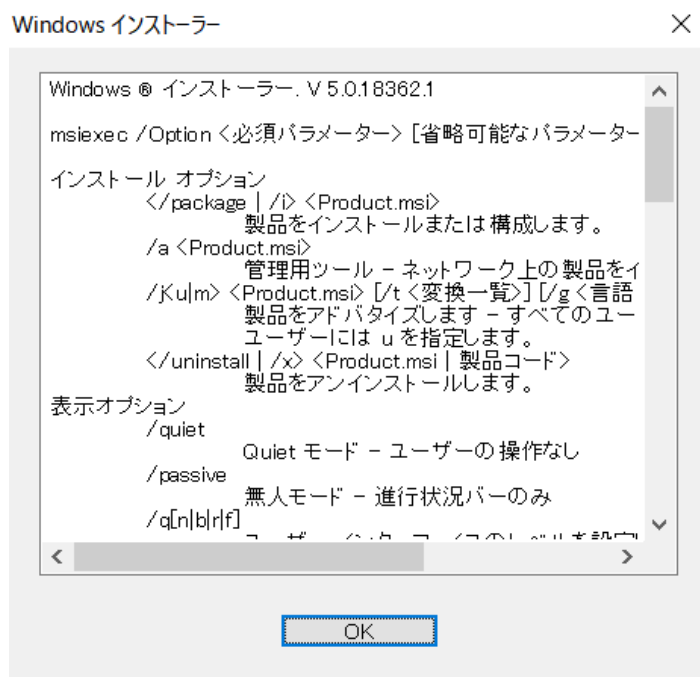 Windows インストーラー
Windows ® インストーラー. V 5.0.18362.1
msiexec /Option <必須パラメーター> [省略可能なパラメーター
インストール オプション
</package | /i> <Product.msi>
製品をインストールまたは構成します。
/a <Product.msi>
管理用ツール - ネットワーク上の製品をイ
/j<u|m> <Product.msi> [/t <変換一覧>] [/g <言語
製品をアドバタイズします - すべてのユー
ユーザーには u を指定します。
</uninstall | /x> <Product.msi | 製品コード>
製品をアンインストールします。
表示オプション
/quiet
Quiet モード - ユーザーの操作なし
/passive
無人モード - 進行状況バーのみ
/q[n|b|r|f]
OK